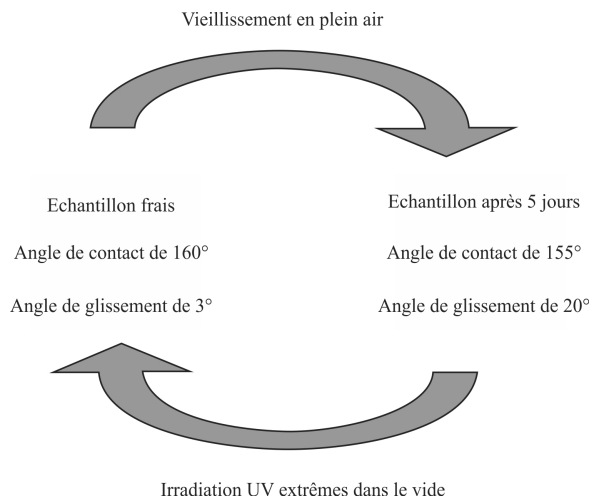 Vieillissement en plein air
Echantillon frais
Angle de contact de 160°
Angle de glissement de 3°
Echantillon après 5 jours
Angle de contact de 155°
Angle de glissement de 20°
Irradiation UV extrêmes dans le vide